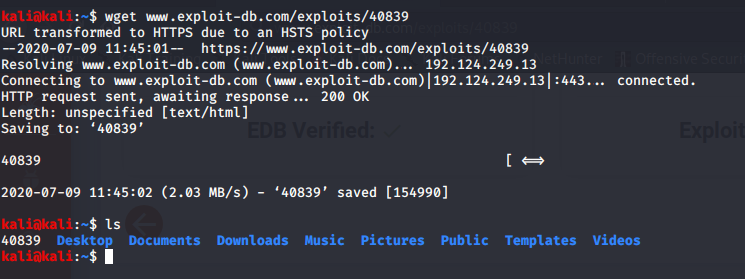 kali@kali:~$ wget www.exploit-db.com/exploits/40839
URL transformed to HTTPS due to an HSTS policy
--2020-07-09 11:45:01-- https://www.exploit-db.com/exploits/40839
Resolving www.exploit-db.com (www.exploit-db.com)... 192.124.249.13
Connecting to www.exploit-db.com (www.exploit-db.com)|192.124.249.13|:443... connected.
HTTP request sent, awaiting response... 200 OK
Length: unspecified [text/html]
Saving to: ‘40839’
EDB Verified: ✓ Exploit
40839 [ <=>
2020-07-09 11:45:02 (2.03 MB/s) - ‘40839’ saved [154990]
kali@kali:~$ ls
40839 Desktop Documents Downloads Music Pictures Public Templates Videos
kali@kali:~$